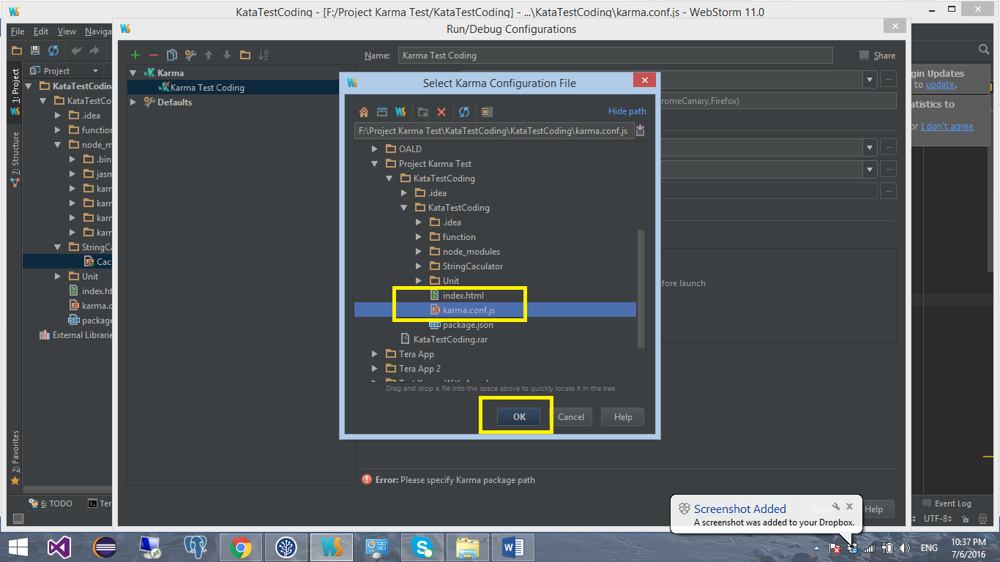 KataTestCoding - [F:/Project Karma Test/KataTestCoding] - ...\KataTestCoding\karma.conf.js - WebStorm 11.0
File Edit View Naviga
Run/Debug Configurations
Name: Karma Test Coding Share
1: Project
7: Structure
2: Favorites
Project
KataTestCoding
KataTestCo
.idea
function
node_m
.bin
jasm
karm
karm
karm
karm
StringCa
Cac
Unit
index.ht
karma.c
package
External Librarie
Karma
Karma Test Coding
Defaults
Select Karma Configuration File
Hide path
F:\Project Karma Test\KataTestCoding\KataTestCoding\karma.conf.js
OALD
Project Karma Test
KataTestCoding
.idea
KataTestCoding
.idea
function
node_modules
StringCaculator
Unit
index.html
karma.conf.js
package.json
KataTestCoding.rar
Tera App
Tera App 2
Drag and drop a file into the space above to quickly locate it in the tree
OK Cancel Help
romeCanary,Firefox)
efore launch
gin Updates
to update.
atistics to
or I don't agree
Error: Please specify Karma package path
Help
6: TODO Ter
Event Log
UTF-8
Screenshot Added
A screenshot was added to your Dropbox.
ENG
10:37 PM
7/6/2016